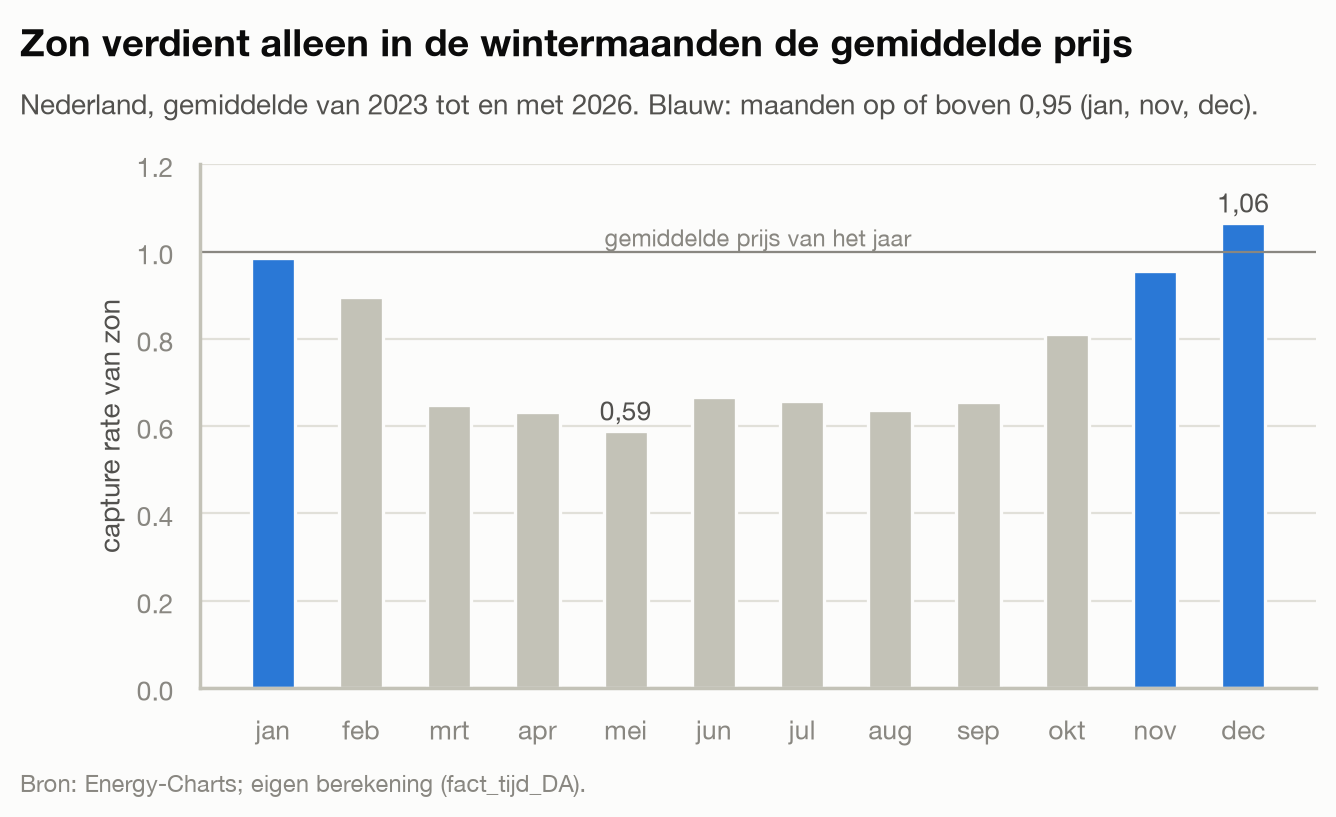 Zon verdient alleen in de wintermaanden de gemiddelde prijs
Nederland, gemiddelde van 2023 tot en met 2026. Blauw: maanden op of boven 0,95 (jan, nov, dec).
1.2
1,06
gemiddelde prijs van het jaar
1.0
0.8
0,59
0.6
0.4
0.2
0.0
capture rate van zon
jan feb mrt apr mei jun jul aug sep okt nov dec
Bron: Energy-Charts; eigen berekening (fact_tijd_DA).